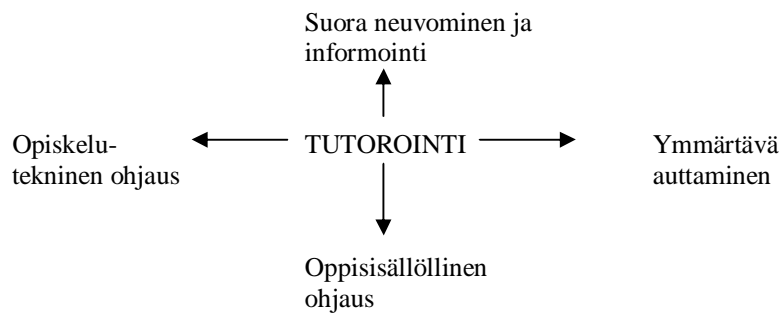 Suora neuvominen ja
informointi
Opiskelu-
tekninen ohjaus
TUTOROINTI
Ymmärtävä
auttaminen
Oppisisällöllinen
ohjaus